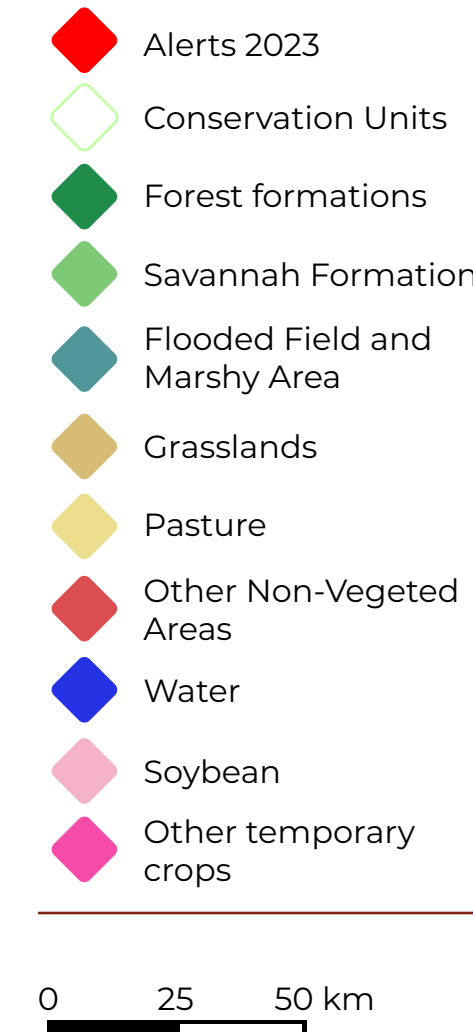 Alerts 2023
Conservation Units
Forest formations
Savannah Formation
Flooded Field and
Marshy Area
Grasslands
Pasture
Other Non-Vegeted
Areas
Water
Soybean
Other temporary
crops
0 25 50 km